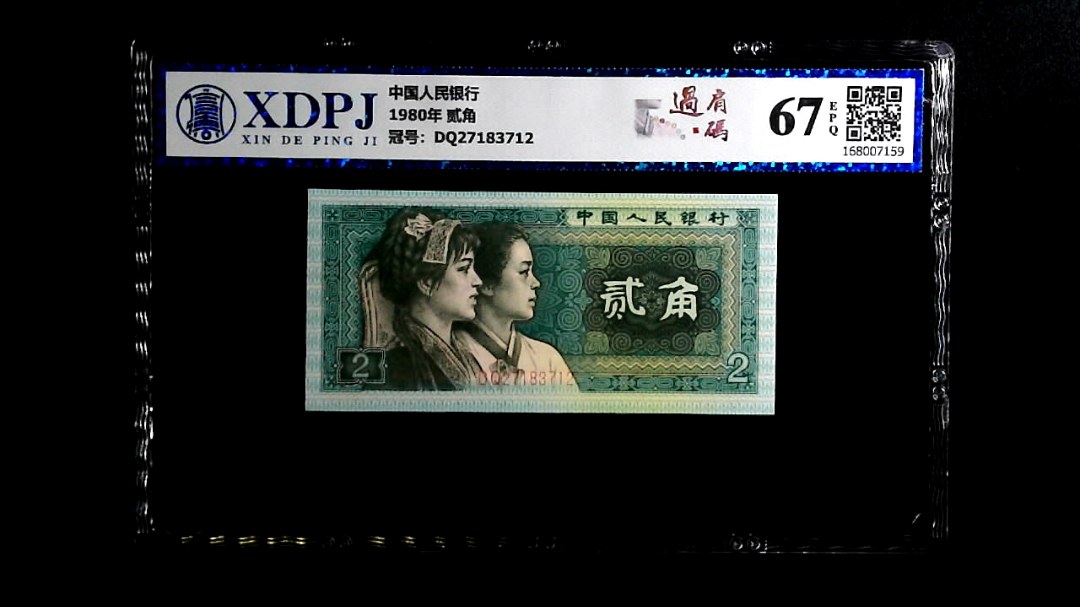 XDPJ
XIN DE PING JI
中国人民银行
1980年 贰角
冠号：DQ27183712
過有
碼
67
EPQ
168007159
中国人民银行
贰角
2
2
DQ27183712